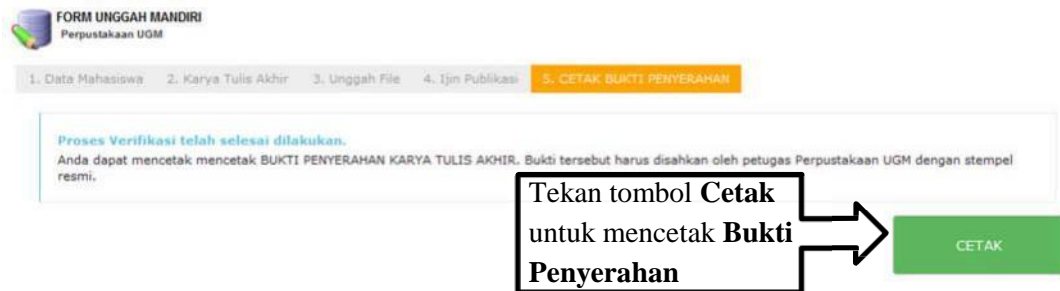 FORM UNGGAH MANDIRI
Perpustakaan UGM
1. Data Mahasiswa 2. Karya Tulis Akhir 3. Unggah File 4. Ijin Publikasi 5. CETAK BUKTI PENYERAHAN
Proses Verifikasi telah selesai dilakukan.
Anda dapat mencetak mencetak BUKTI PENYERAHAN KARYA TULIS AKHIR. Bukti tersebut harus disahkan oleh petugas Perpustakaan UGM dengan stempel
resmi.
Tekan tombol Cetak
untuk mencetak Bukti
Penyerahan
CETAK